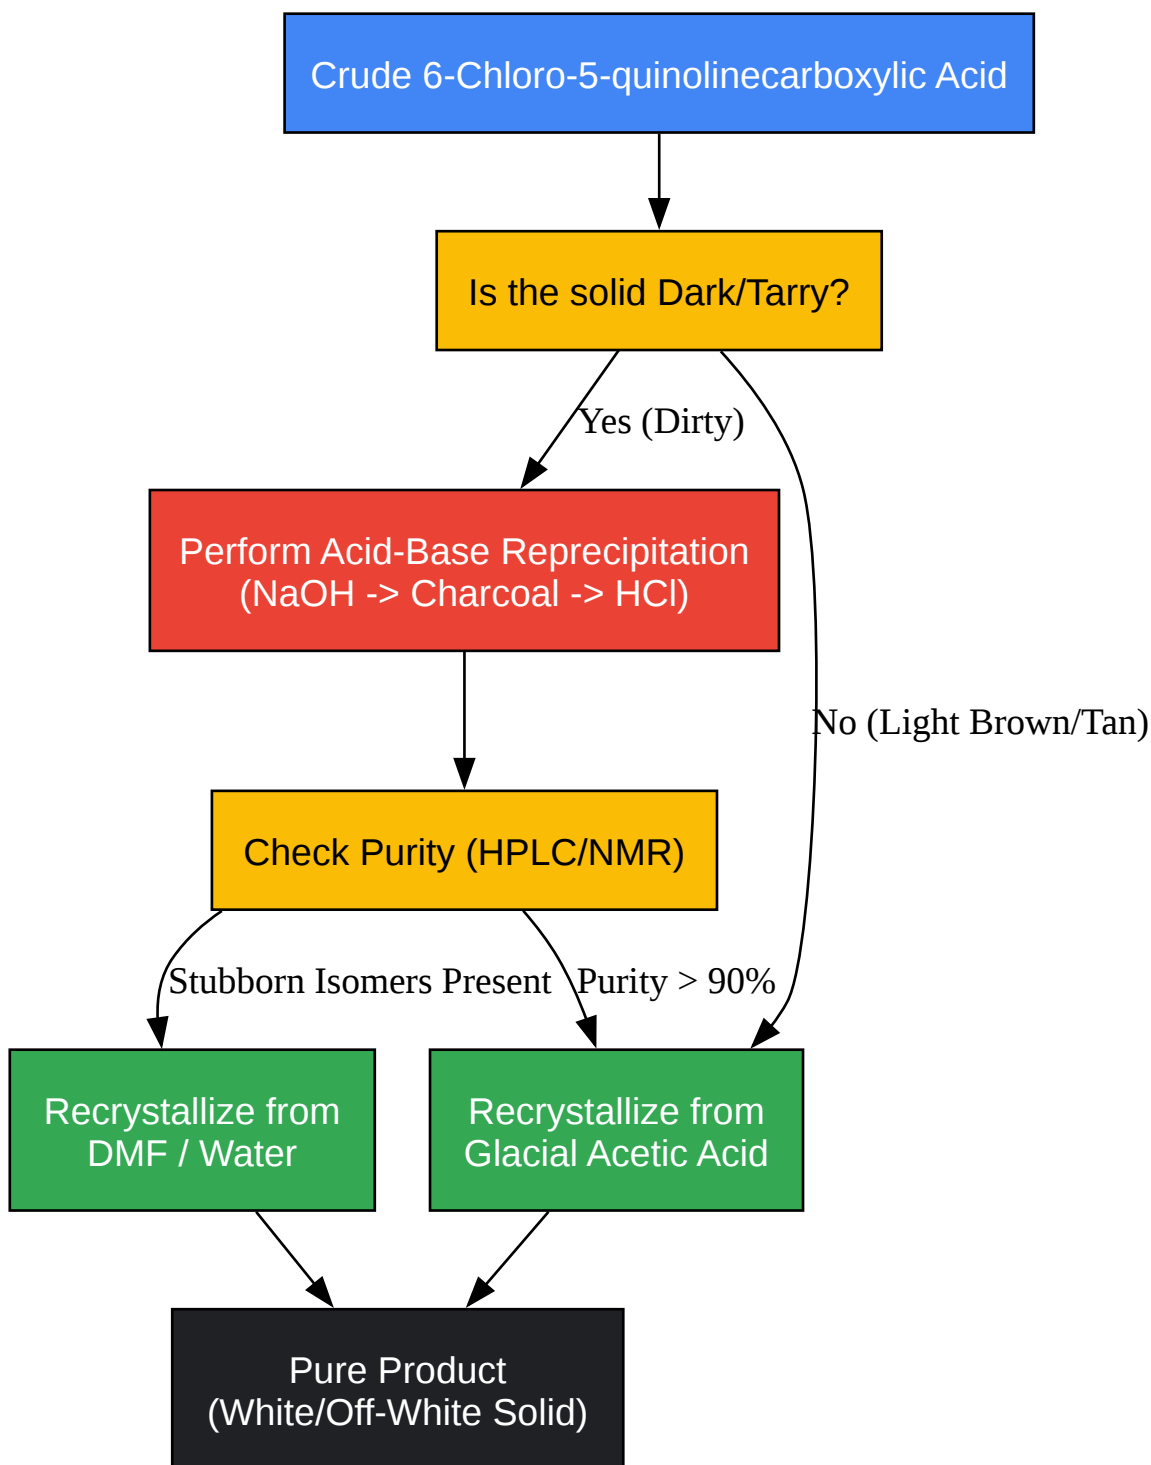 Crude 6-Chloro-5-quinolinecarboxylic Acid
Is the solid Dark/Tarry?
Yes (Dirty)
Perform Acid-Base Reprecipitation
(NaOH -> Charcoal -> HCl)
No (Light Brown/Tan)
Check Purity (HPLC/NMR)
Stubborn Isomers Present
Purity > 90%
Recrystallize from
DMF / Water
Recrystallize from
Glacial Acetic Acid
Pure Product
(White/Off-White Solid)